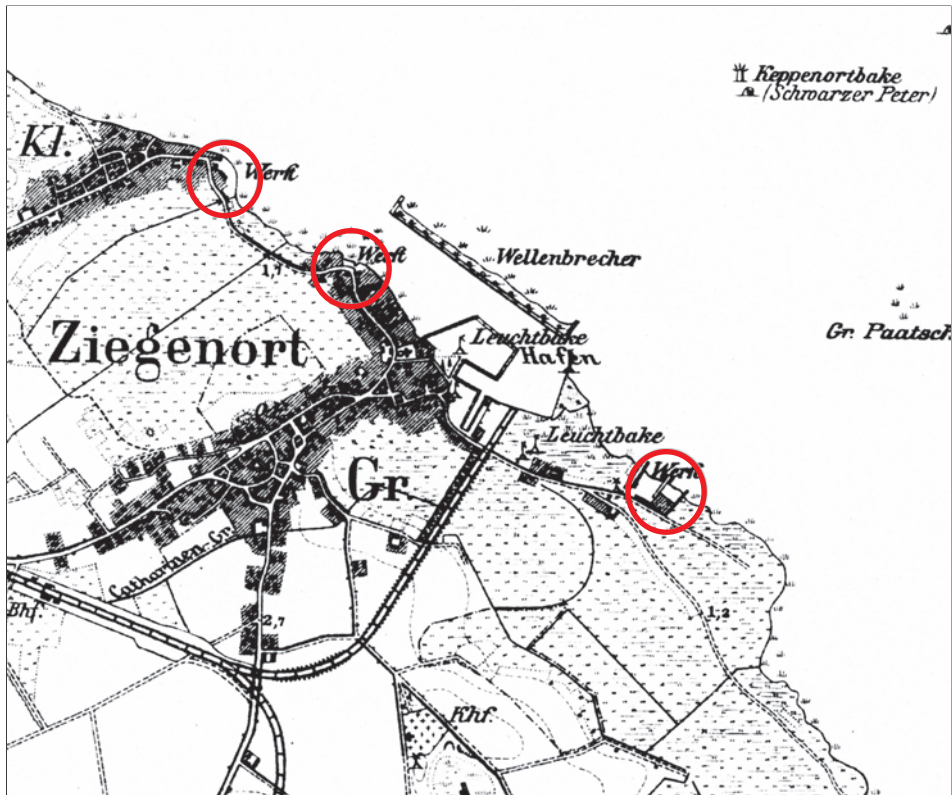 Keppenortbake
(Schwarzer Peter)
Kl.
Werft
Werft
Wellenbrecher
1,1
Gr. Paatsch
Ziegenort
Leuchtbake
Hafen
Leuchtbake
Werft
Gr.
Catharinen-Gr.
Bhf.
2,7
1,2
Khf.